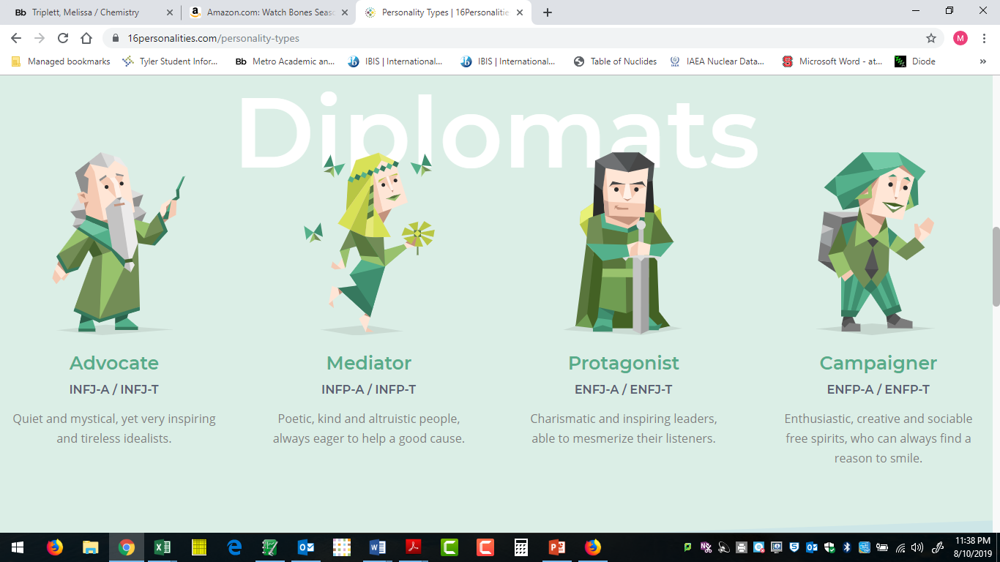 Bb Triplett, Melissa / Chemistry
Amazon.com: Watch Bones Seas
Personality Types | 16Personalitie
16personalities.com/personality-types
M
Managed bookmarks
Tyler Student Infor...
Bb Metro Academic an...
IBIS | International...
IBIS | International...
Table of Nuclides
IAEA Nuclear Data...
Microsoft Word - at...
Diode
Diplomats
Advocate
INFJ-A / INFJ-T
Quiet and mystical, yet very inspiring
and tireless idealists.
Mediator
INFP-A / INFP-T
Poetic, kind and altruistic people,
always eager to help a good cause.
Protagonist
ENFJ-A / ENFJ-T
Charismatic and inspiring leaders,
able to mesmerize their listeners.
Campaigner
ENFP-A / ENFP-T
Enthusiastic, creative and sociable
free spirits, who can always find a
reason to smile.
11:38 PM
8/10/2019